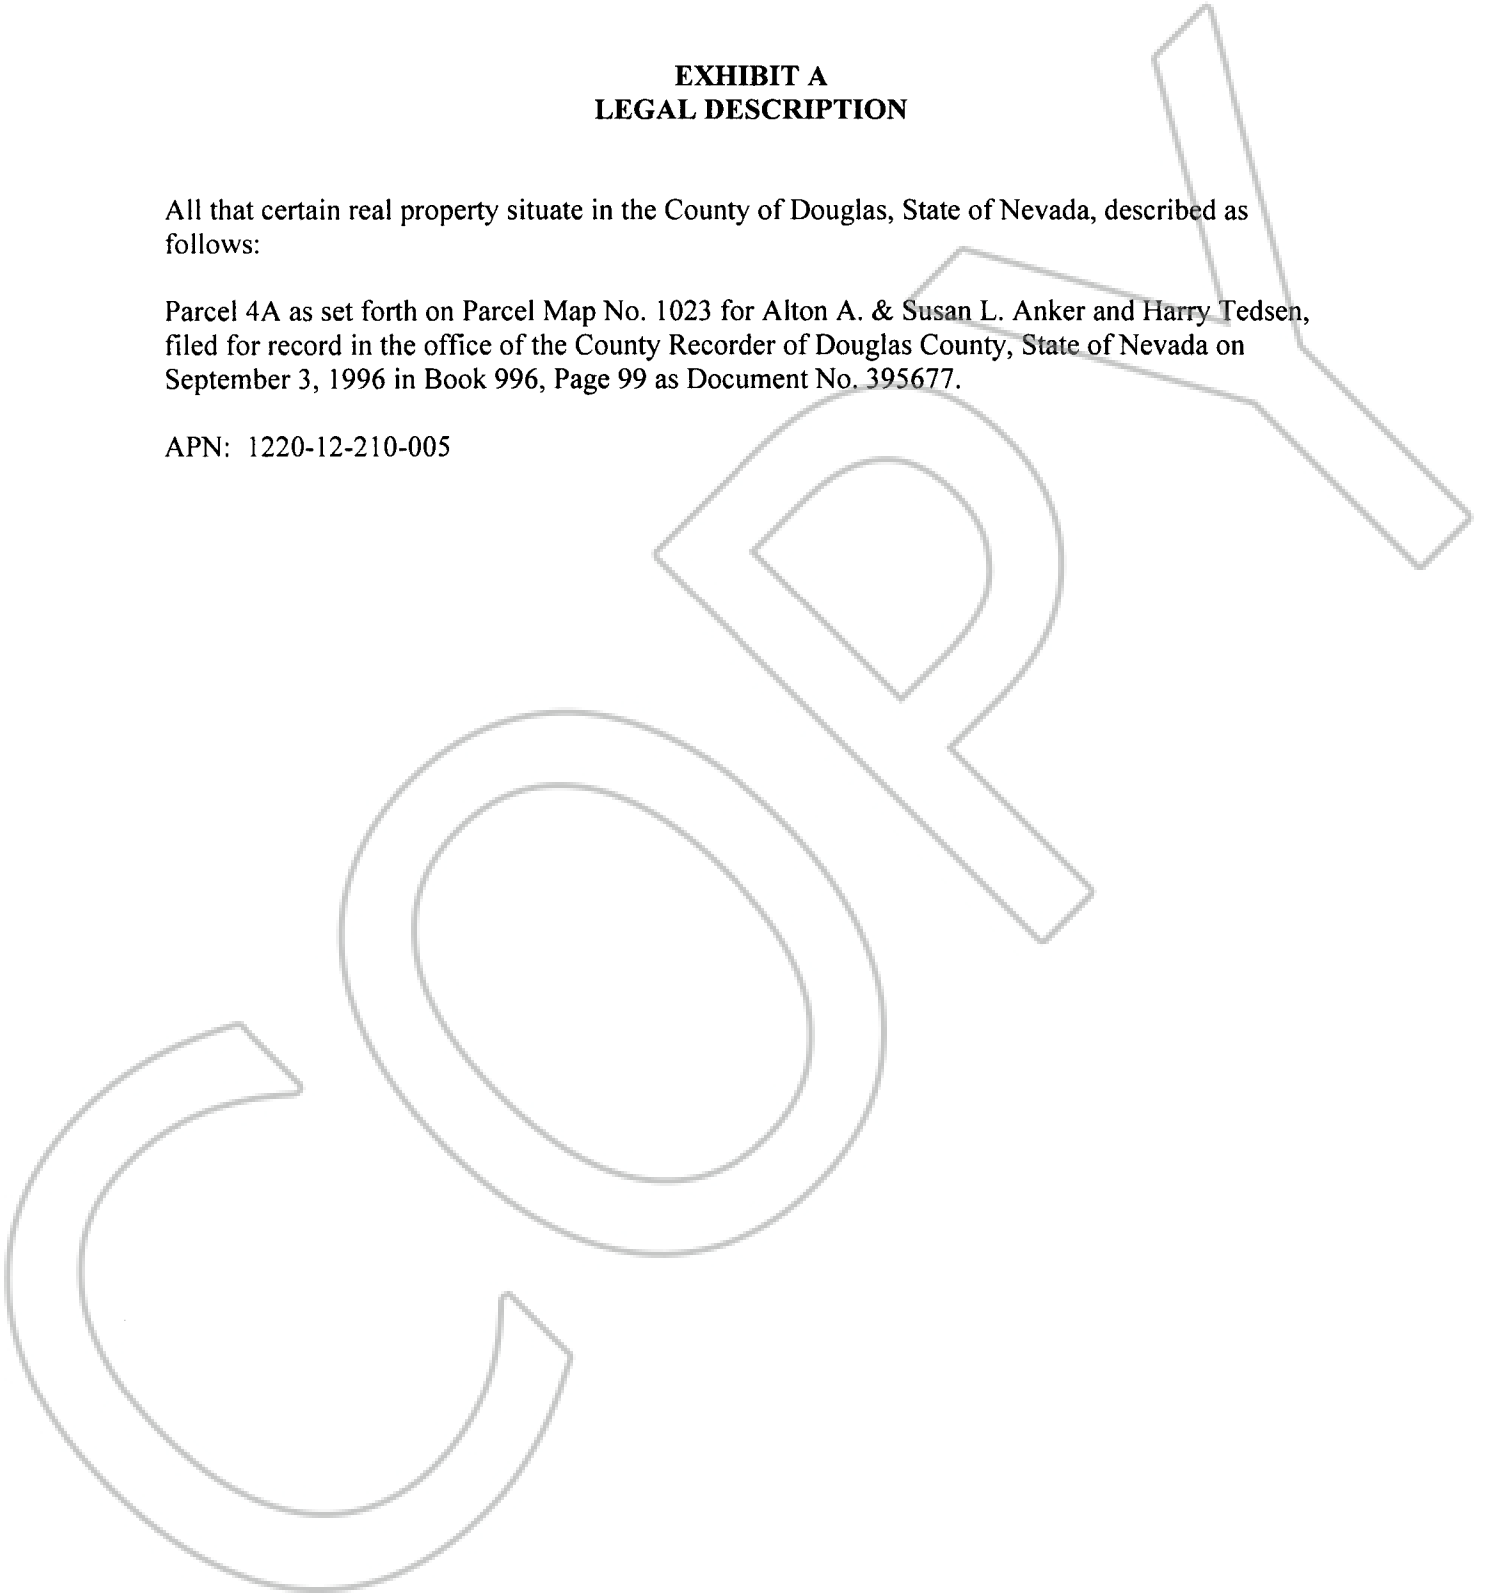 EXHIBIT A
LEGAL DESCRIPTION
All that certain real property situate in the County of Douglas, State of Nevada, described as
follows:
Parcel 4A as set forth on Parcel Map No. 1023 for Alton A. & Susan L. Anker and Harry Tedsen,
filed for record in the office of the County Recorder of Douglas County, State of Nevada on
September 3, 1996 in Book 996, Page 99 as Document No. 395677.
APN: 1220-12-210-005
COPY